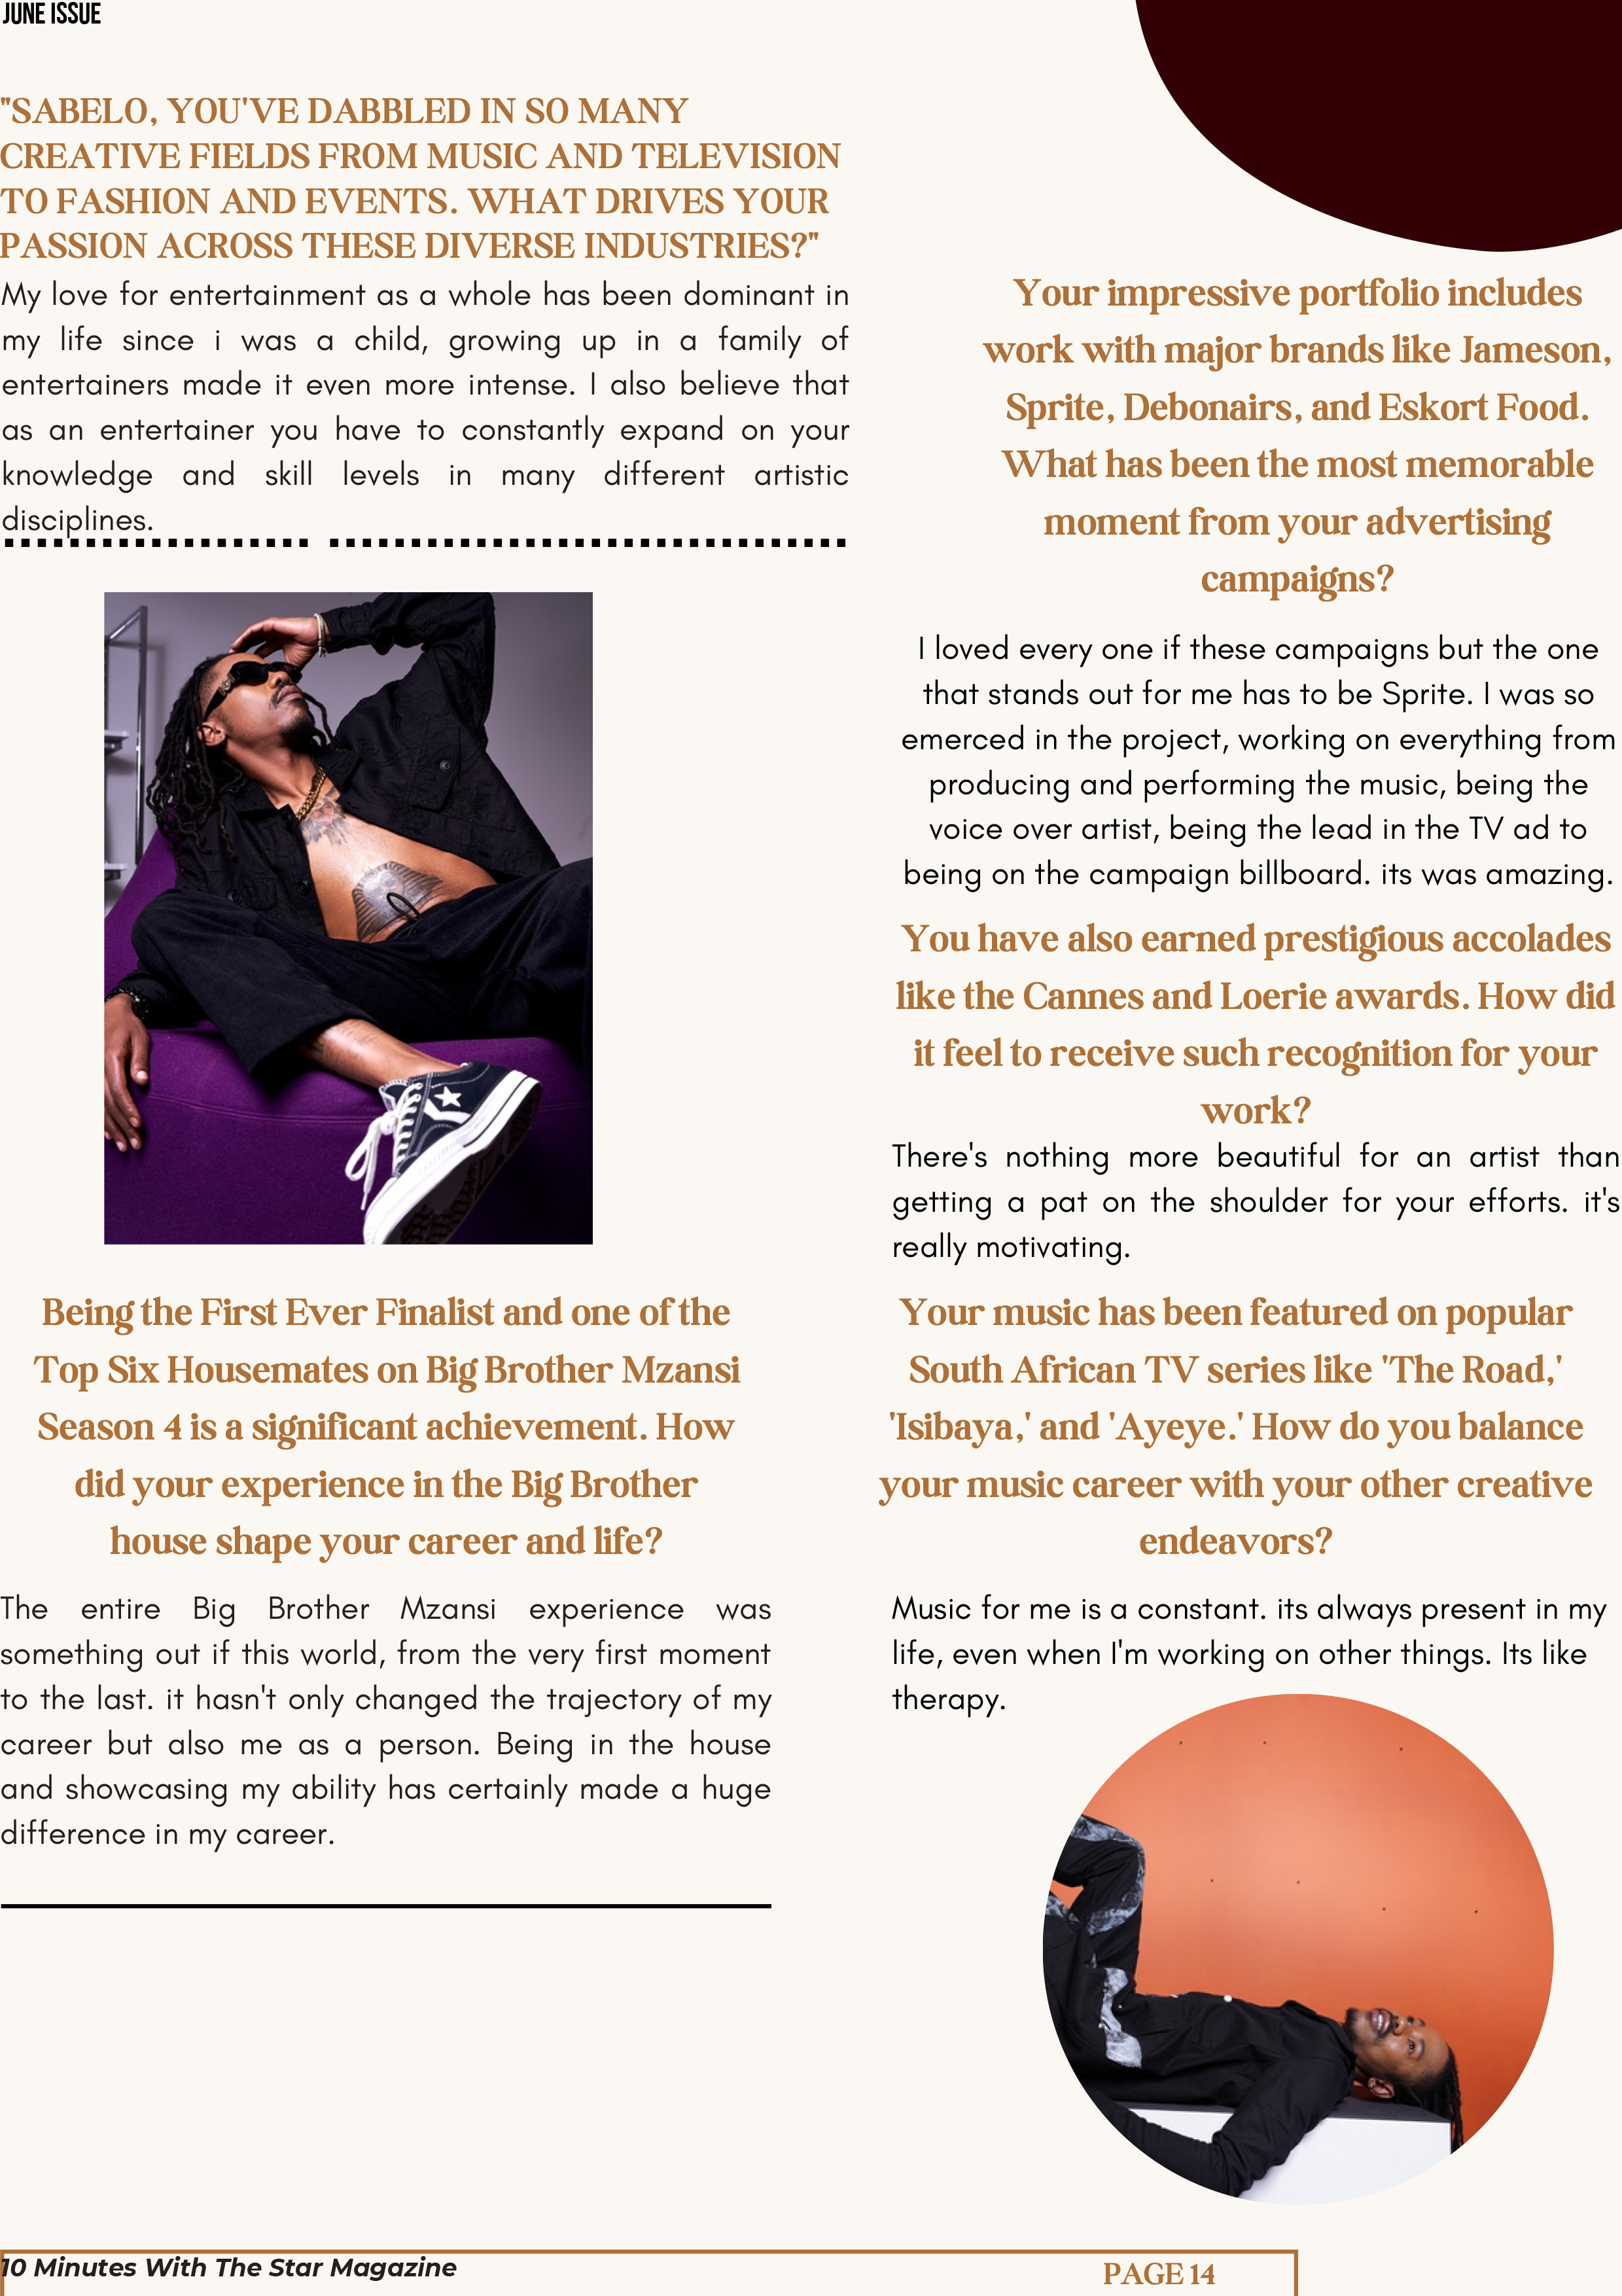 JUNE ISSUE
"SABELO, YOU'VE DABBLED IN SO MANY
CREATIVE FIELDS FROM MUSIC AND TELEVISION
TO FASHION AND EVENTS. WHAT DRIVES YOUR
PASSION ACROSS THESE DIVERSE INDUSTRIES?"
My love for entertainment as a whole has been dominant in
my life since i was a child, growing up in a family of
entertainers made it even more intense. I also believe that
as an entertainer you have to constantly expand on your
knowledge and skill levels in many different artistic
disciplines.
Being the First Ever Finalist and one of the
Top Six Housemates on Big Brother Mzansi
Season 4 is a significant achievement. How
did your experience in the Big Brother
house shape your career and life?
The entire Big Brother Mzansi experience was
something out if this world, from the very first moment
to the last. it hasn't only changed the trajectory of my
career but also me as a person. Being in the house
and showcasing my ability has certainly made a huge
difference in my career.
Your impressive portfolio includes
work with major brands like Jameson,
Sprite, Debonairs, and Eskort Food.
What has been the most memorable
moment from your advertising
campaigns?
I loved every one if these campaigns but the one
that stands out for me has to be Sprite. I was so
emerced in the project, working on everything from
producing and performing the music, being the
voice over artist, being the lead in the TV ad to
being on the campaign billboard. its was amazing.
You have also earned prestigious accolades
like the Cannes and Loerie awards. How did
it feel to receive such recognition for your
work?
There's nothing more beautiful for an artist than
getting a pat on the shoulder for your efforts. it's
really motivating.
Your music has been featured on popular
South African TV series like 'The Road,'
'Isibaya,' and 'Ayeye.' How do you balance
your music career with your other creative
endeavors?
Music for me is a constant. its always present in my
life, even when I'm working on other things. Its like
therapy.
10 Minutes With The Star Magazine
PAGE 14